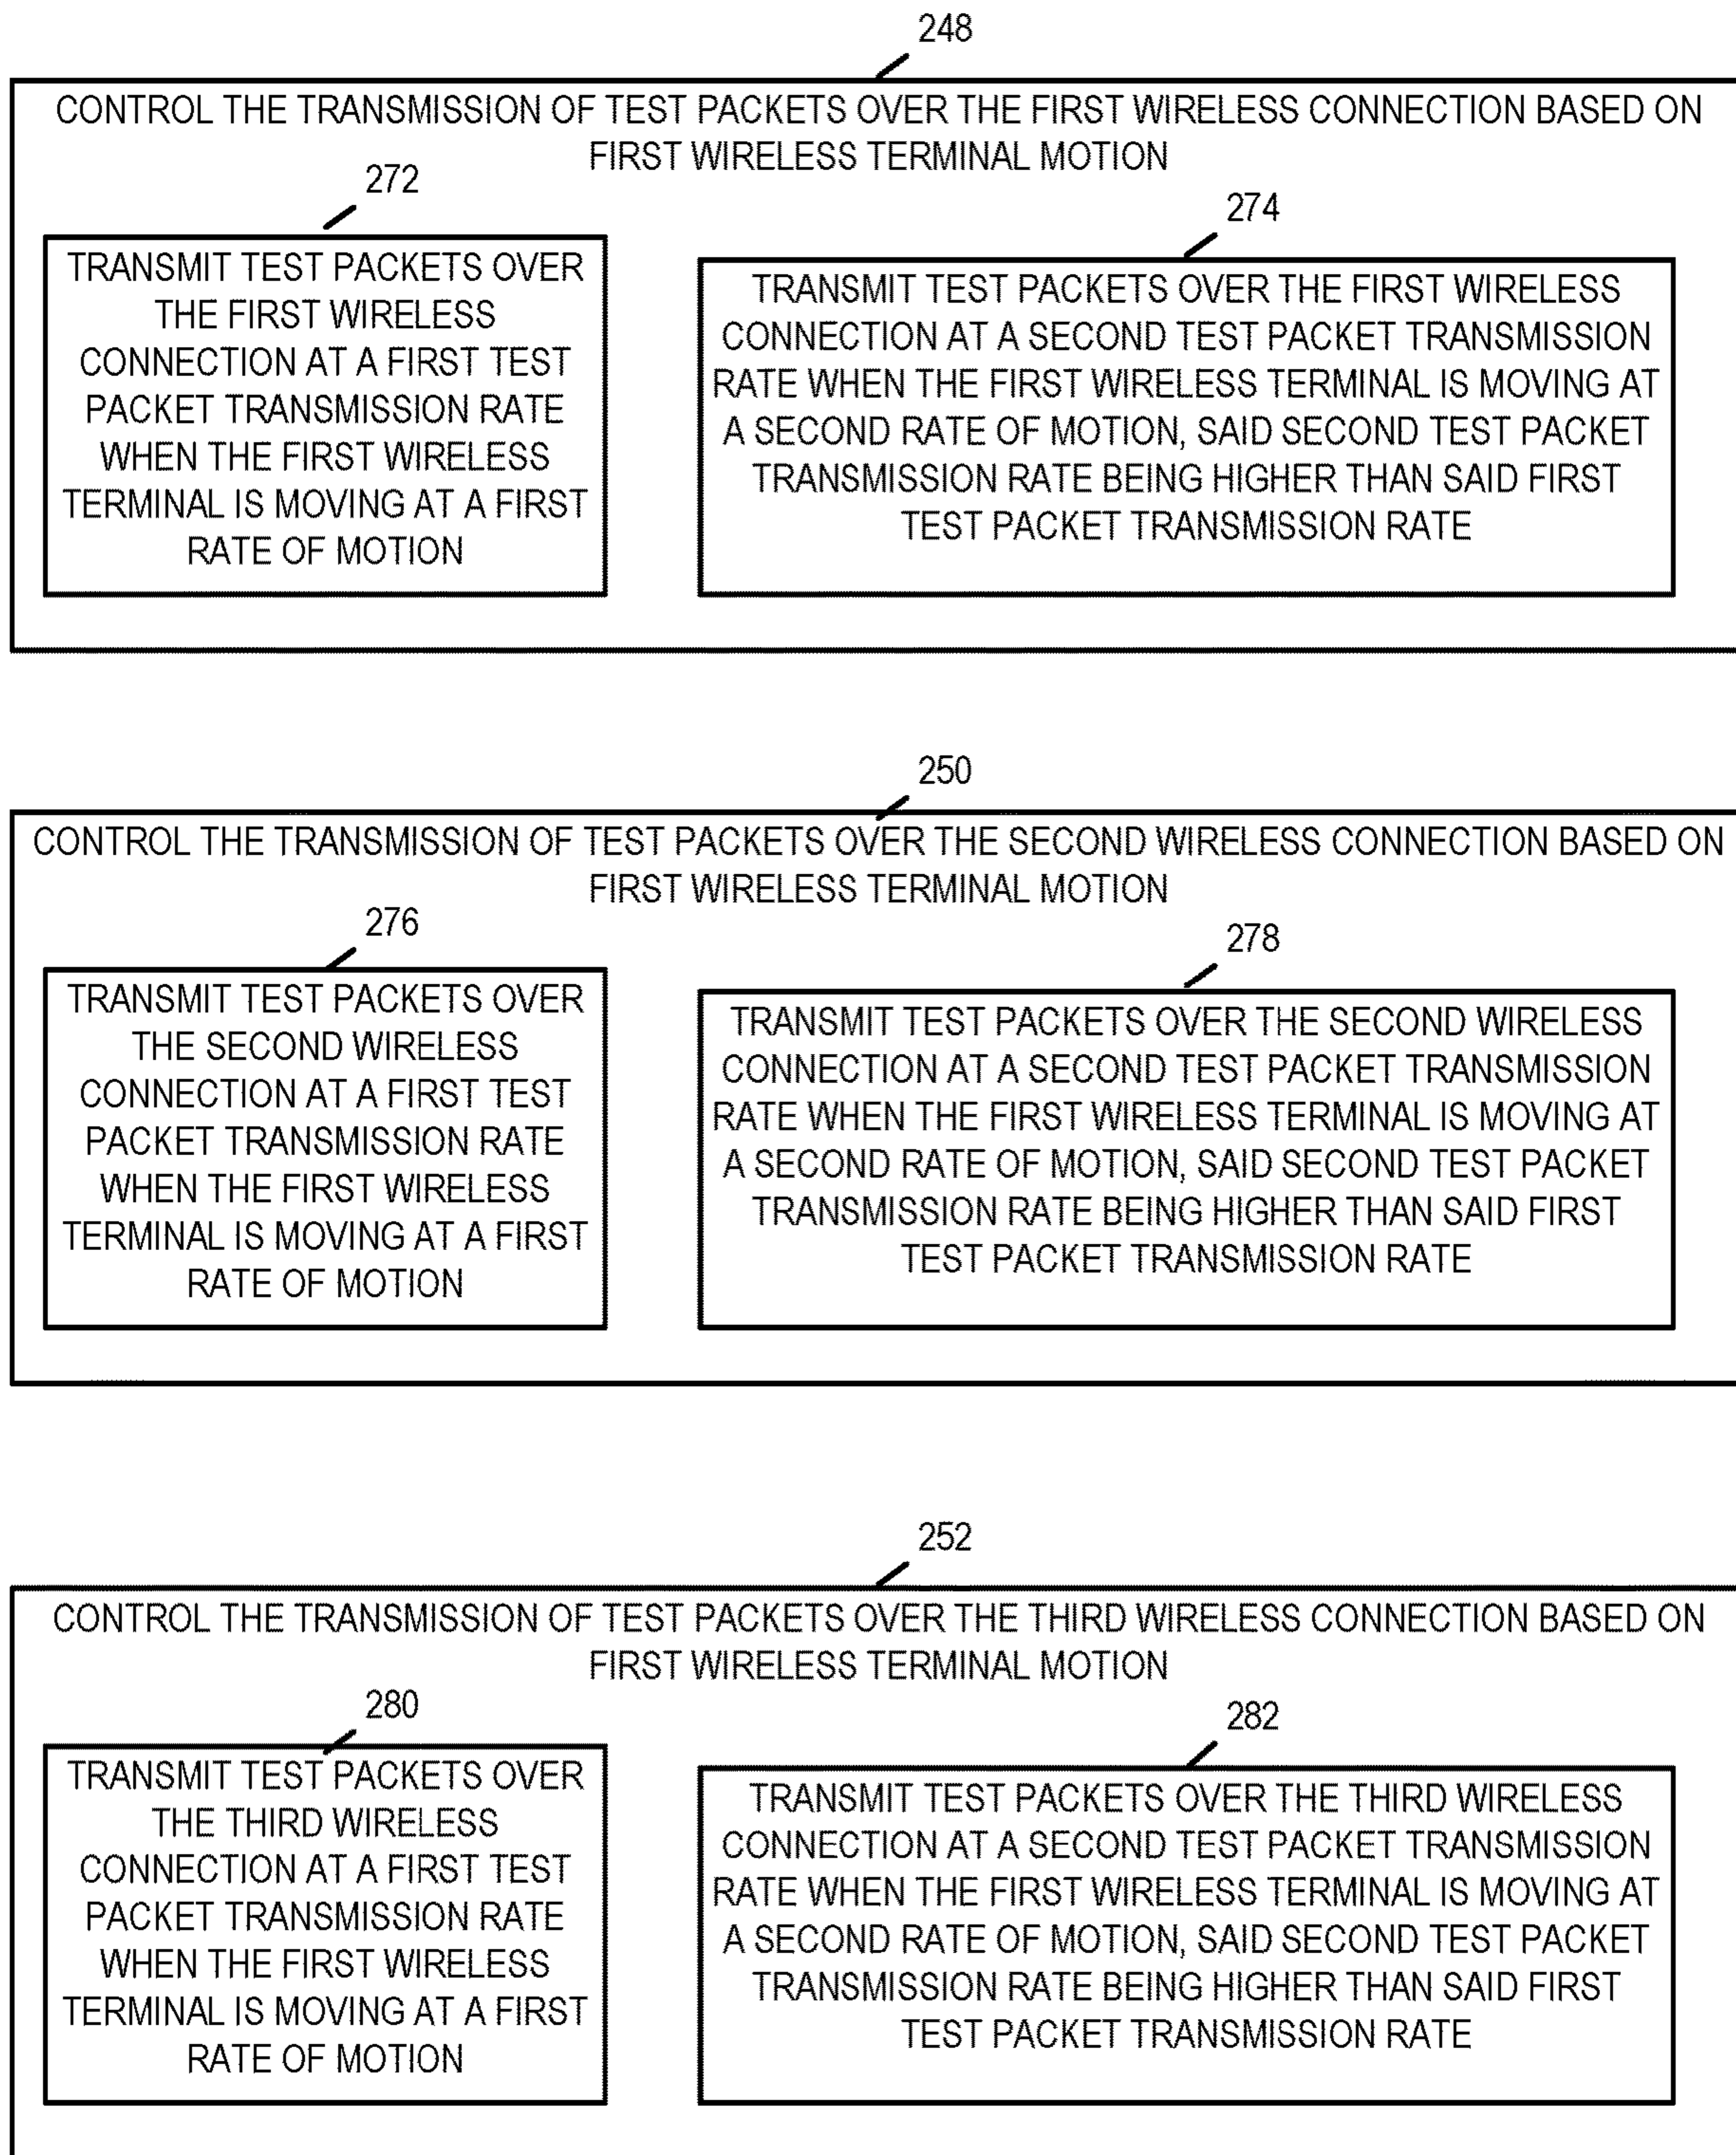 248
CONTROL THE TRANSMISSION OF TEST PACKETS OVER THE FIRST WIRELESS CONNECTION BASED ON
FIRST WIRELESS TERMINAL MOTION
272
TRANSMIT TEST PACKETS OVER
THE FIRST WIRELESS
CONNECTION AT A FIRST TEST
PACKET TRANSMISSION RATE
WHEN THE FIRST WIRELESS
TERMINAL IS MOVING AT A FIRST
RATE OF MOTION
274
TRANSMIT TEST PACKETS OVER THE FIRST WIRELESS
CONNECTION AT A SECOND TEST PACKET TRANSMISSION
RATE WHEN THE FIRST WIRELESS TERMINAL IS MOVING AT
A SECOND RATE OF MOTION, SAID SECOND TEST PACKET
TRANSMISSION RATE BEING HIGHER THAN SAID FIRST
TEST PACKET TRANSMISSION RATE
250
CONTROL THE TRANSMISSION OF TEST PACKETS OVER THE SECOND WIRELESS CONNECTION BASED ON
FIRST WIRELESS TERMINAL MOTION
276
TRANSMIT TEST PACKETS OVER
THE SECOND WIRELESS
CONNECTION AT A FIRST TEST
PACKET TRANSMISSION RATE
WHEN THE FIRST WIRELESS
TERMINAL IS MOVING AT A FIRST
RATE OF MOTION
278
TRANSMIT TEST PACKETS OVER THE SECOND WIRELESS
CONNECTION AT A SECOND TEST PACKET TRANSMISSION
RATE WHEN THE FIRST WIRELESS TERMINAL IS MOVING AT
A SECOND RATE OF MOTION, SAID SECOND TEST PACKET
TRANSMISSION RATE BEING HIGHER THAN SAID FIRST
TEST PACKET TRANSMISSION RATE
252
CONTROL THE TRANSMISSION OF TEST PACKETS OVER THE THIRD WIRELESS CONNECTION BASED ON
FIRST WIRELESS TERMINAL MOTION
280
TRANSMIT TEST PACKETS OVER
THE THIRD WIRELESS
CONNECTION AT A FIRST TEST
PACKET TRANSMISSION RATE
WHEN THE FIRST WIRELESS
TERMINAL IS MOVING AT A FIRST
RATE OF MOTION
282
TRANSMIT TEST PACKETS OVER THE THIRD WIRELESS
CONNECTION AT A SECOND TEST PACKET TRANSMISSION
RATE WHEN THE FIRST WIRELESS TERMINAL IS MOVING AT
A SECOND RATE OF MOTION, SAID SECOND TEST PACKET
TRANSMISSION RATE BEING HIGHER THAN SAID FIRST
TEST PACKET TRANSMISSION RATE